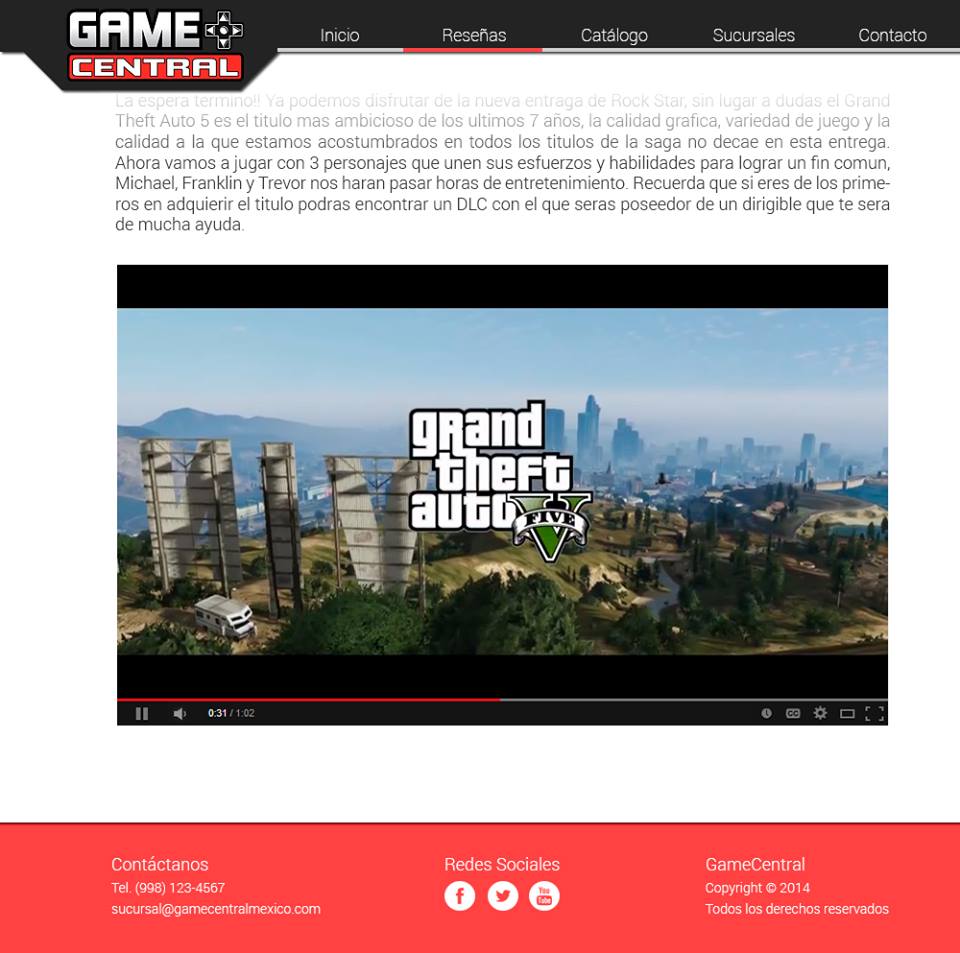 GAME
CENTRAL
Inicio
Reseñas
Catálogo
Sucursales
Contacto
La espera termino!! Ya podemos disfrutar de la nueva entraga de Rock Star, sin lugar a dudas el Grand
Theft Auto 5 es el titulo mas ambicioso de los ultimos 7 años, la calidad grafica, variedad de juego y la
calidad a la que estamos acostumbrados en todos los titulos de la saga no decae en esta entrega.
Ahora vamos a jugar con 3 personajes que unen sus esfuerzos y habilidades para lograr un fin comun,
Michael, Franklin y Trevor nos haran pasar horas de entretenimiento. Recuerda que si eres de los prime-
ros en adquierir el titulo podras encontrar un DLC con el que seras poseedor de un dirigible que te sera
de mucha ayuda.
grand
theft
auto V
FIVE
0:31 / 1:02
CC
Contáctanos
Tel. (998) 123-4567
sucursal@gamecentralmexico.com
Redes Sociales
f
You
Tube
GameCentral
Copyright © 2014
Todos los derechos reservados